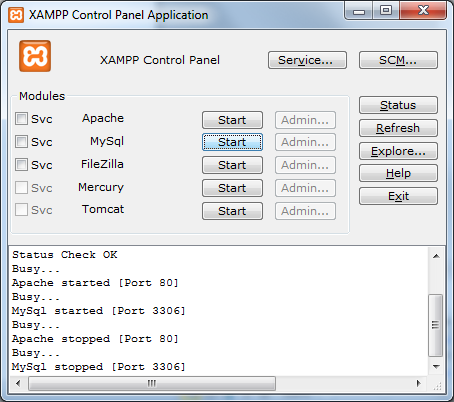 XAMPP Control Panel Application
XAMPP Control Panel
Service...
SCM...
Modules
Svc Apache Start Admin...
Svc MySql Start Admin...
Svc FileZilla Start Admin...
Svc Mercury Start Admin...
Svc Tomcat Start Admin...
Status
Refresh
Explore...
Help
Exit
Status Check OK
Busy...
Apache started [Port 80]
Busy...
MySql started [Port 3306]
Busy...
Apache stopped [Port 80]
Busy...
MySql stopped [Port 3306]